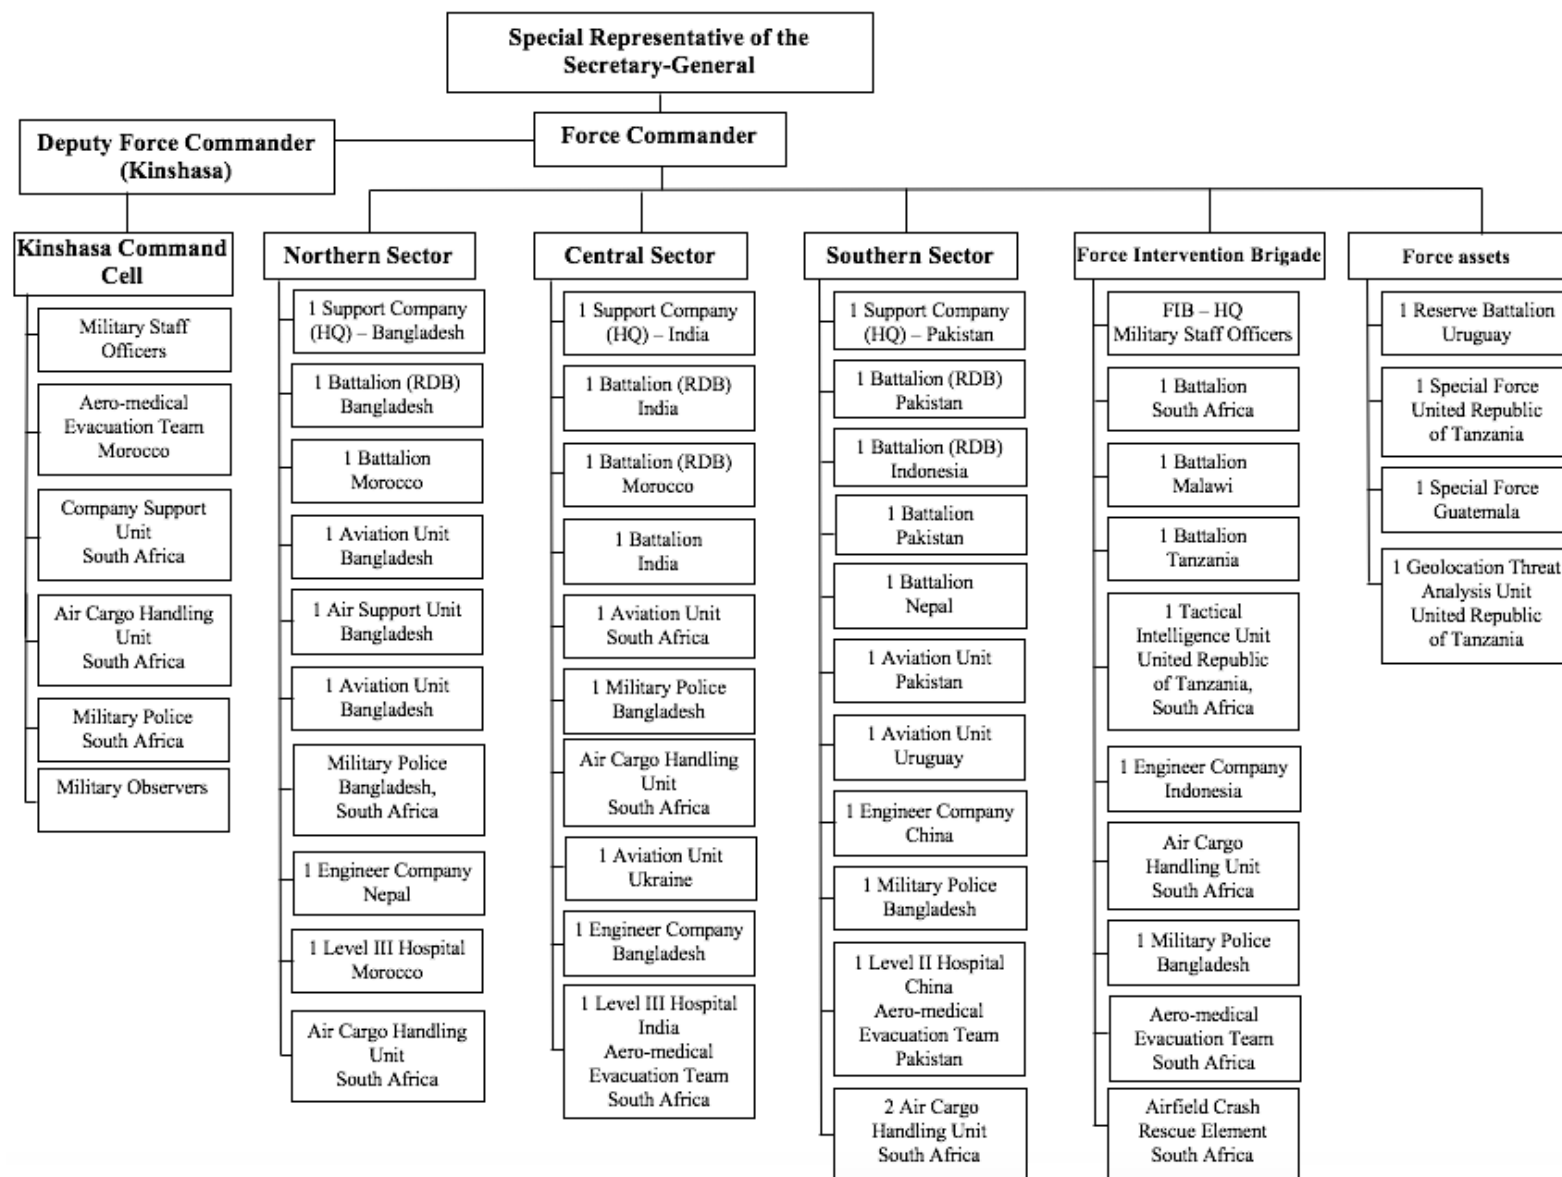 Special Representative of the
Secretary-General
Force Commander
Deputy Force Commander
(Kinshasa)
Kinshasa Command
Cell
Military Staff
Officers
Aero-medical
Evacuation Team
Morocco
Company Support
Unit
South Africa
Air Cargo Handling
Unit
South Africa
Military Police
South Africa
Military Observers
Northern Sector
1 Support Company
(HQ) – Bangladesh
1 Battalion (RDB)
Bangladesh
1 Battalion
Morocco
1 Aviation Unit
Bangladesh
1 Air Support Unit
Bangladesh
1 Aviation Unit
Bangladesh
Military Police
Bangladesh,
South Africa
1 Engineer Company
Nepal
1 Level III Hospital
Morocco
Air Cargo Handling
Unit
South Africa
Central Sector
1 Support Company
(HQ) – India
1 Battalion (RDB)
India
1 Battalion (RDB)
Morocco
1 Battalion
India
1 Aviation Unit
South Africa
1 Military Police
Bangladesh
Air Cargo Handling
Unit
South Africa
1 Aviation Unit
Ukraine
1 Engineer Company
Bangladesh
1 Level III Hospital
India
Aero-medical
Evacuation Team
South Africa
Southern Sector
1 Support Company
(HQ) – Pakistan
1 Battalion (RDB)
Pakistan
1 Battalion (RDB)
Indonesia
1 Battalion
Pakistan
1 Battalion
Nepal
1 Aviation Unit
Pakistan
1 Aviation Unit
Uruguay
1 Engineer Company
China
1 Military Police
Bangladesh
1 Level II Hospital
China
Aero-medical
Evacuation Team
Pakistan
2 Air Cargo
Handling Unit
South Africa
Force Intervention Brigade
FIB – HQ
Military Staff Officers
1 Battalion
South Africa
1 Battalion
Malawi
1 Battalion
Tanzania
1 Tactical
Intelligence Unit
United Republic
of Tanzania,
South Africa
1 Engineer Company
Indonesia
Air Cargo
Handling Unit
South Africa
1 Military Police
Bangladesh
Aero-medical
Evacuation Team
South Africa
Airfield Crash
Rescue Element
South Africa
Force assets
1 Reserve Battalion
Uruguay
1 Special Force
United Republic
of Tanzania
1 Special Force
Guatemala
1 Geolocation Threat
Analysis Unit
United Republic
of Tanzania